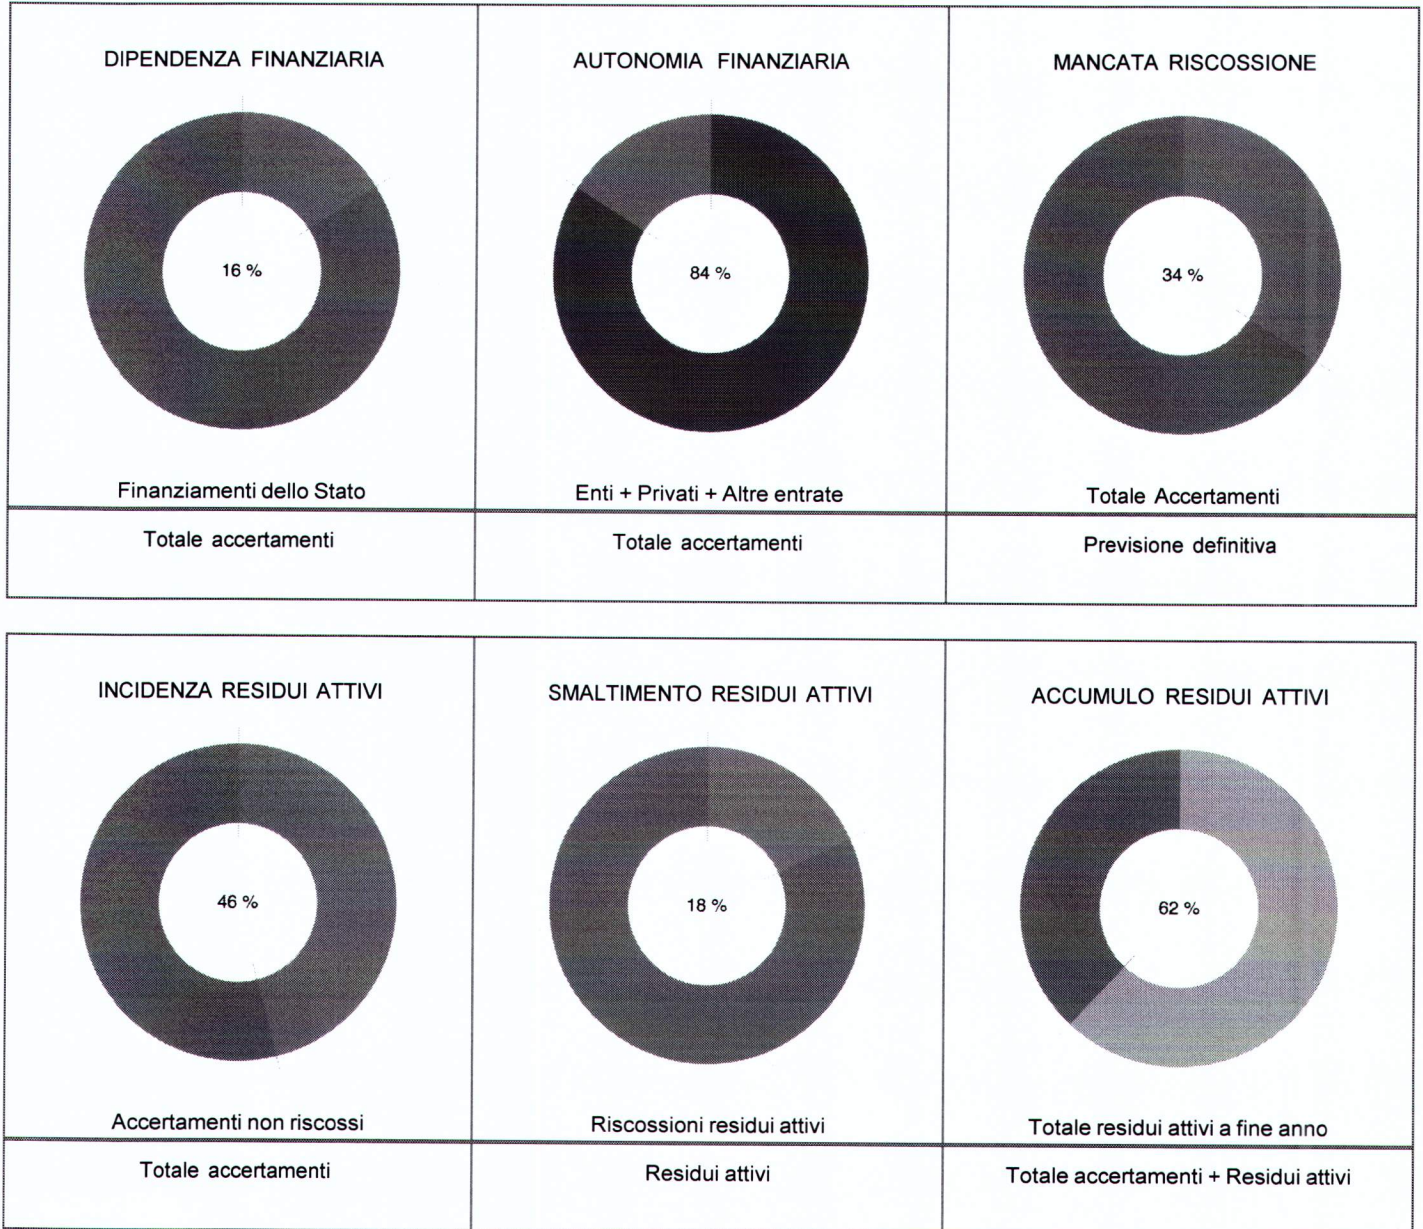 DIPENDENZA FINANZIARIA
16 %
Finanziamenti dello Stato
Totale accertamenti
AUTONOMIA FINANZIARIA
84 %
Enti + Privati + Altre entrate
Totale accertamenti
MANCATA RISCOSSIONE
34 %
Totale Accertamenti
Previsione definitiva
INCIDENZA RESIDUI ATTIVI
46 %
Accertamenti non riscossi
Totale accertamenti
SMALTIMENTO RESIDUI ATTIVI
18 %
Riscossioni residui attivi
Residui attivi
ACCUMULO RESIDUI ATTIVI
62 %
Totale residui attivi a fine anno
Totale accertamenti + Residui attivi